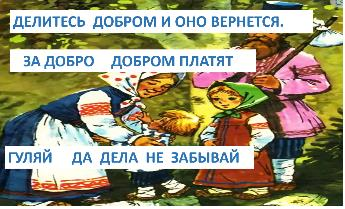 ДЕЛИТЕСЬ ДОБРОМ И ОНО ВЕРНЕТСЯ.
ЗА ДОБРО ДОБРОМ ПЛАТЯТ
ГУЛЯЙ ДА ДЕЛА НЕ ЗАБЫВАЙ